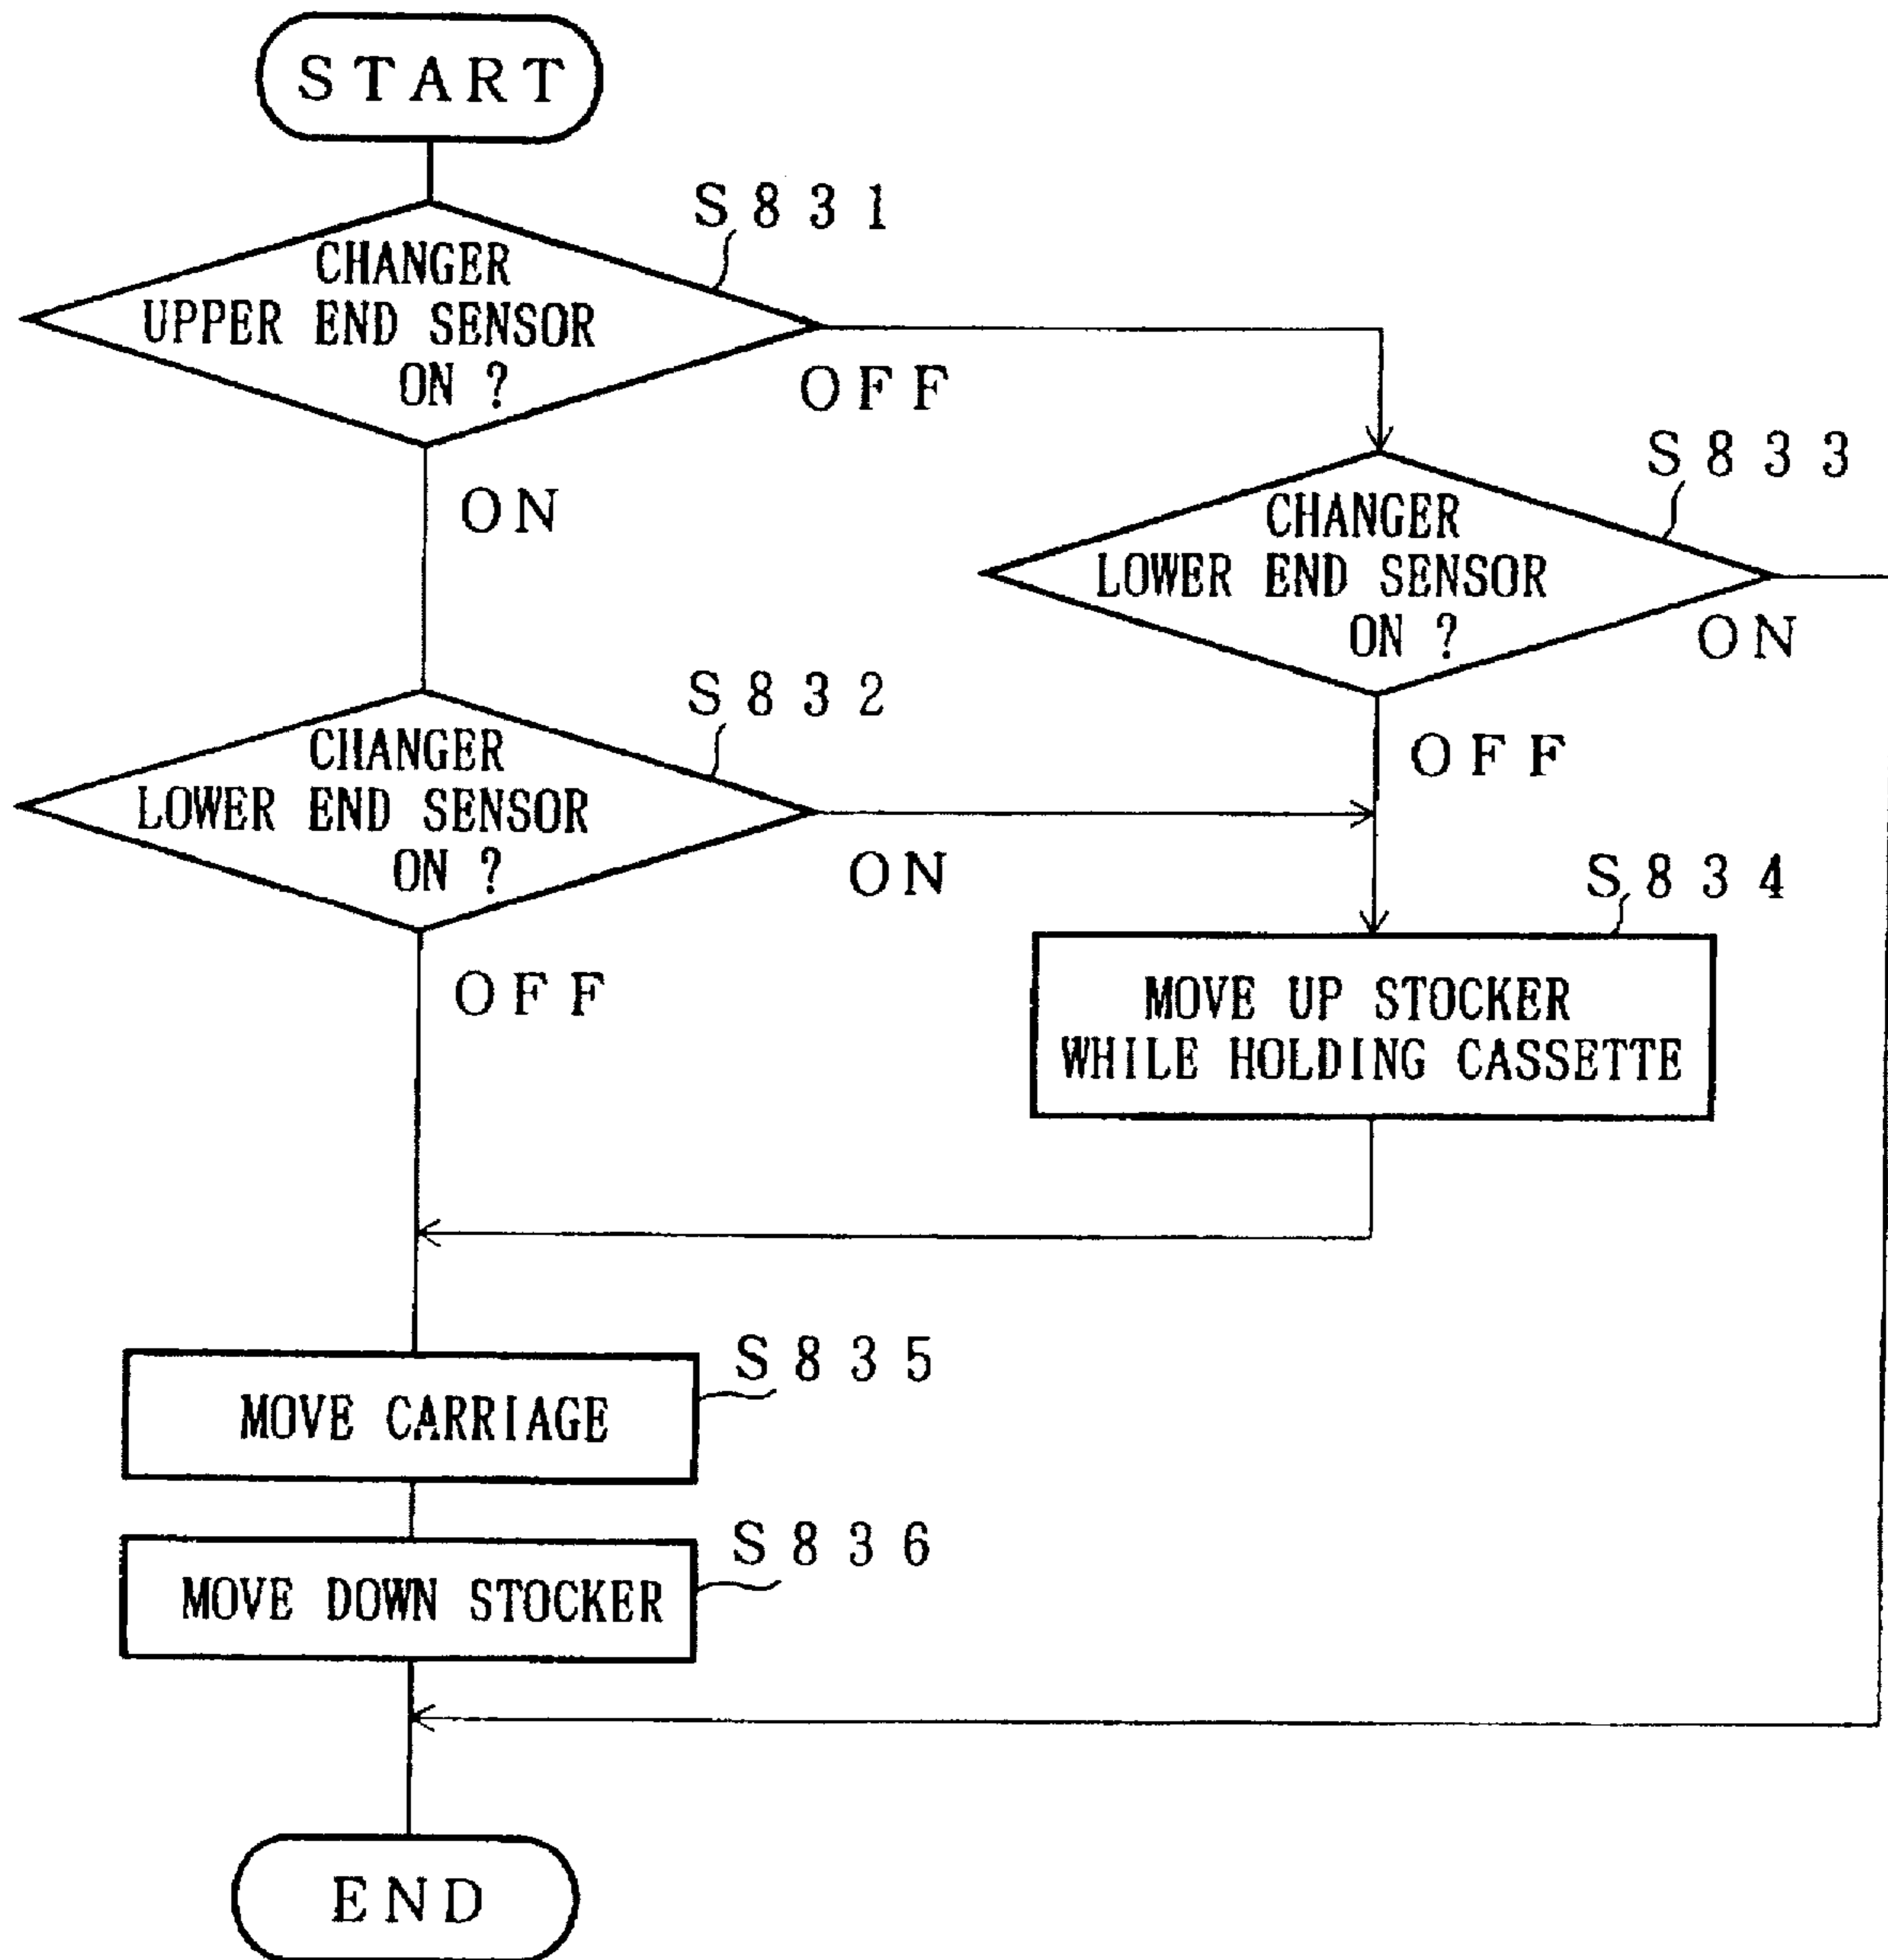 START
S831
CHANGER
UPPER END SENSOR
ON ?
OFF
ON
S833
CHANGER
LOWER END SENSOR
ON ?
ON
OFF
S832
CHANGER
LOWER END SENSOR
ON ?
ON
OFF
S834
MOVE UP STOCKER
WHILE HOLDING CASSETTE
S835
MOVE CARRIAGE
S836
MOVE DOWN STOCKER
END